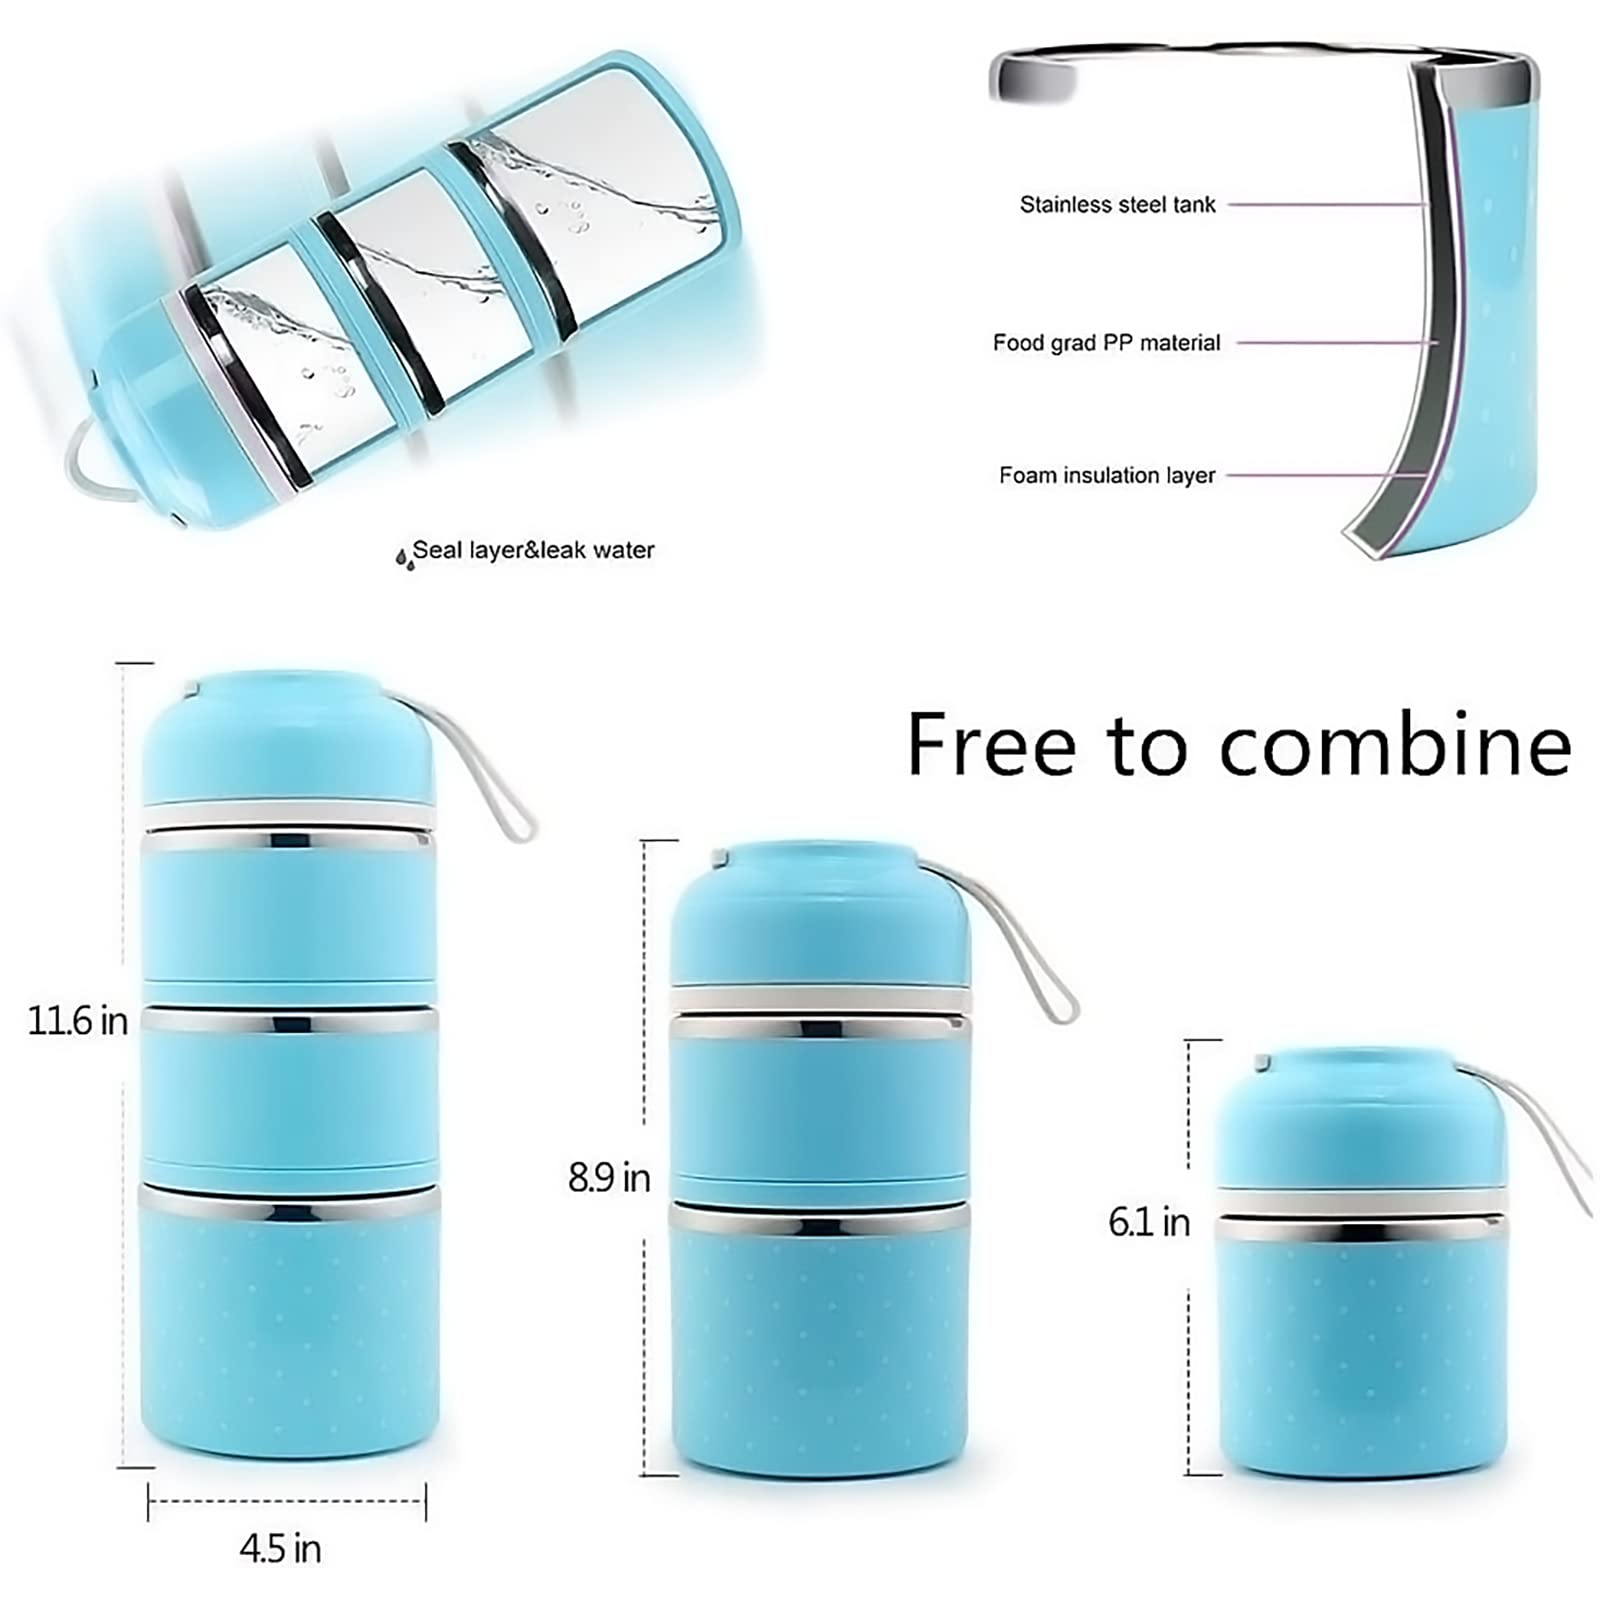 Stainless steel tank
Food grad PP material
Foam insulation layer
Seal layer&leak water
Free to combine
11.6 in
8.9 in
6.1 in
4.5 in